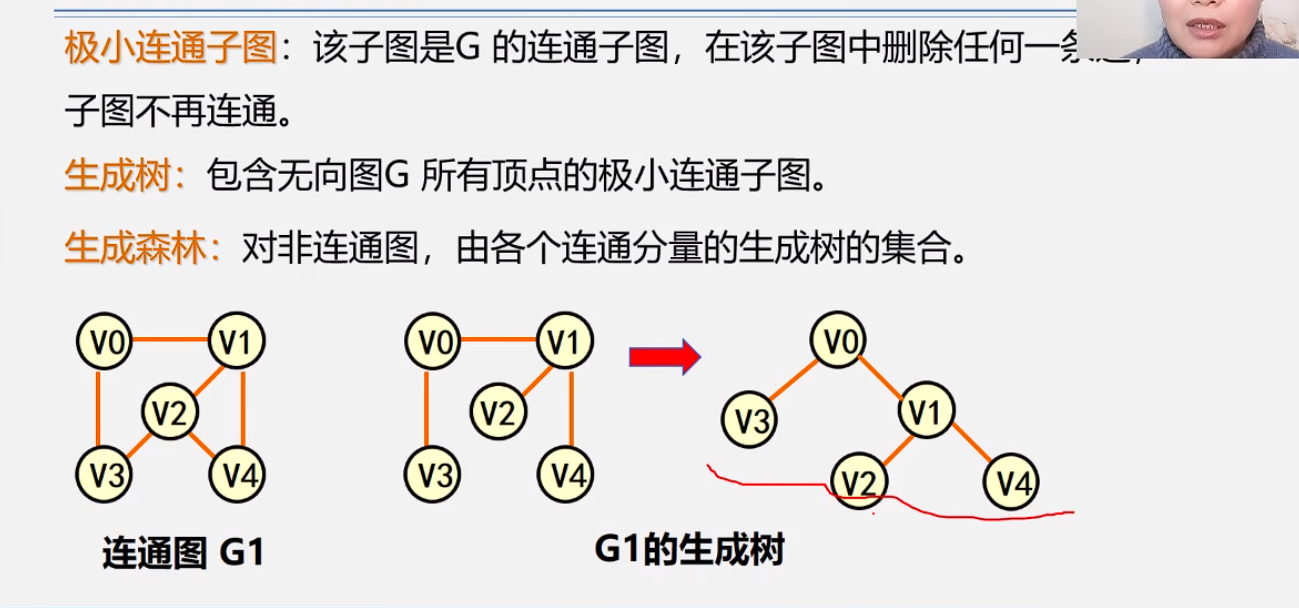 极小连通子图：该子图是G 的连通子图，在该子图中删除任何一条
子图不再连通。
生成树：包含无向图G 所有顶点的极小连通子图。
生成森林：对非连通图，由各个连通分量的生成树的集合。
V0 V1 V0 V1 V0
V2 V2 V3 V1
V3 V4 V3 V4 V2 V4
连通图 G1
G1的生成树